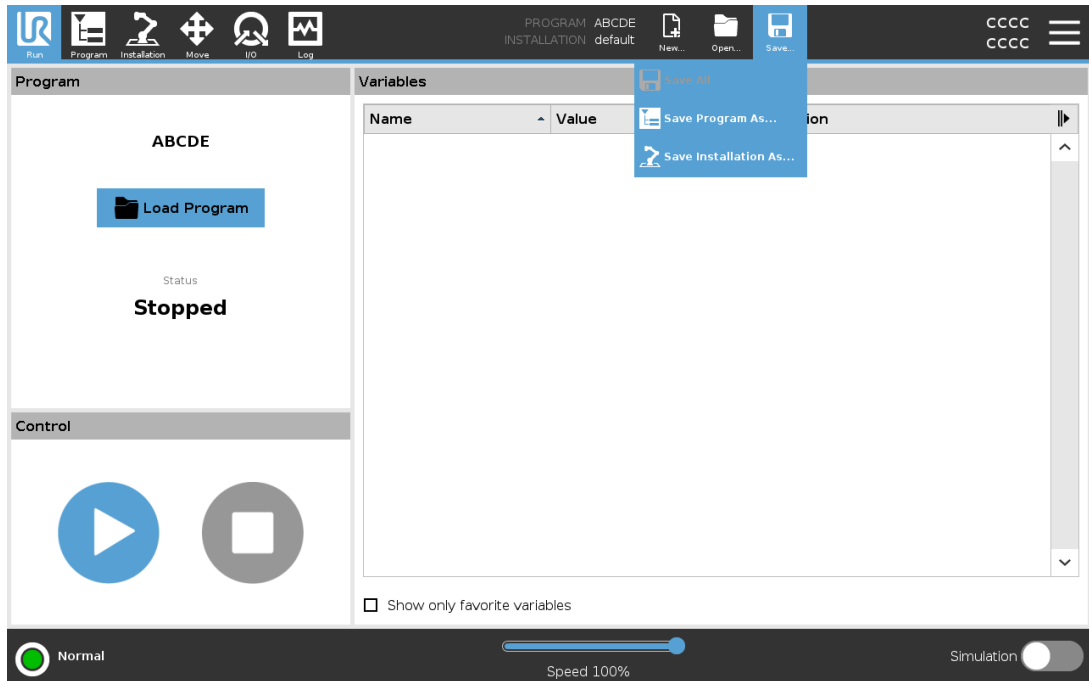 PROGRAM ABCDE
INSTALLATION default
CCCC
CCCC
Run Program Installation Move I/O Log
New... Open... Save...
Program
Variables
Save All
Save Program As...
Save Installation As...
Name Value ion
ABCDE
Load Program
Status
Stopped
Control
Show only favorite variables
Normal
Speed 100%
Simulation